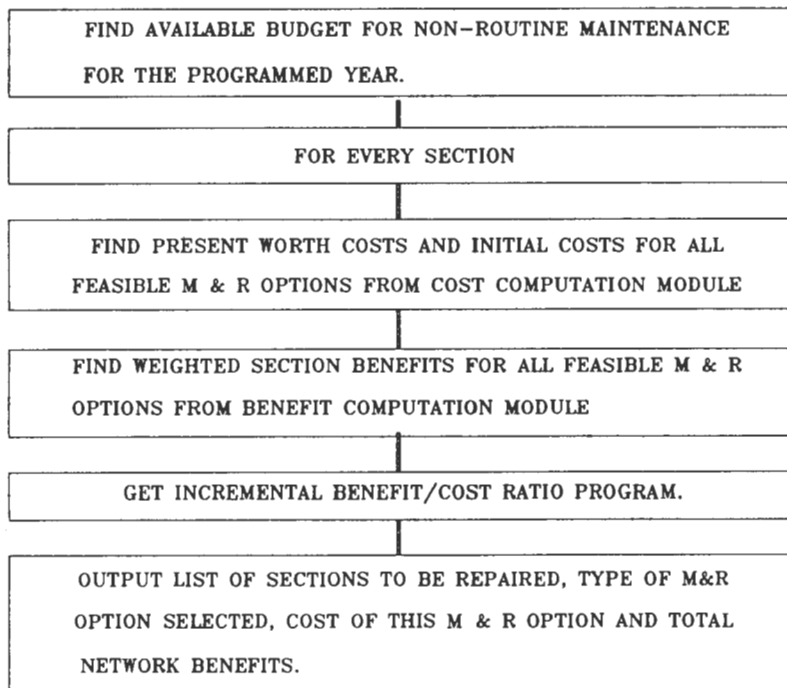 FIND AVAILABLE BUDGET FOR NON-ROUTINE MAINTENANCE
FOR THE PROGRAMMED YEAR.
FOR EVERY SECTION
FIND PRESENT WORTH COSTS AND INITIAL COSTS FOR ALL
FEASIBLE M & R OPTIONS FROM COST COMPUTATION MODULE
FIND WEIGHTED SECTION BENEFITS FOR ALL FEASIBLE M & R
OPTIONS FROM BENEFIT COMPUTATION MODULE
GET INCREMENTAL BENEFIT/COST RATIO PROGRAM.
OUTPUT LIST OF SECTIONS TO BE REPAIRED, TYPE OF M&R
OPTION SELECTED, COST OF THIS M & R OPTION AND TOTAL
NETWORK BENEFITS.